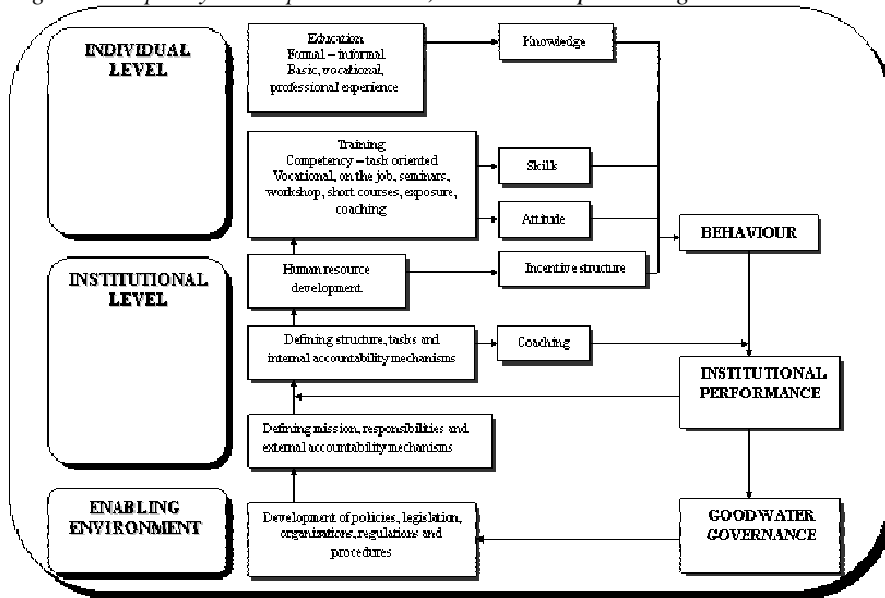 INDIVIDUAL
LEVEL
Education
Formal – informal
Basic, vocational,
professional experience
Knowledge
Training
Competency – task oriented
Vocational, on the job, seminars,
workshop, short courses, exposure,
coaching
Skills
Attitude
BEHAVIOUR
INSTITUTIONAL
LEVEL
Human resource
development.
Incentive structure
Defining structure, tasks and
internal accountability mechanisms
Coaching
INSTITUTIONAL
PERFORMANCE
Defining mission, responsibilities and
external accountability mechanisms
ENABLING
ENVIRONMENT
Development of policies, legislation,
organisations, regulations and
procedures
GOOD WATER
GOVERNANCE